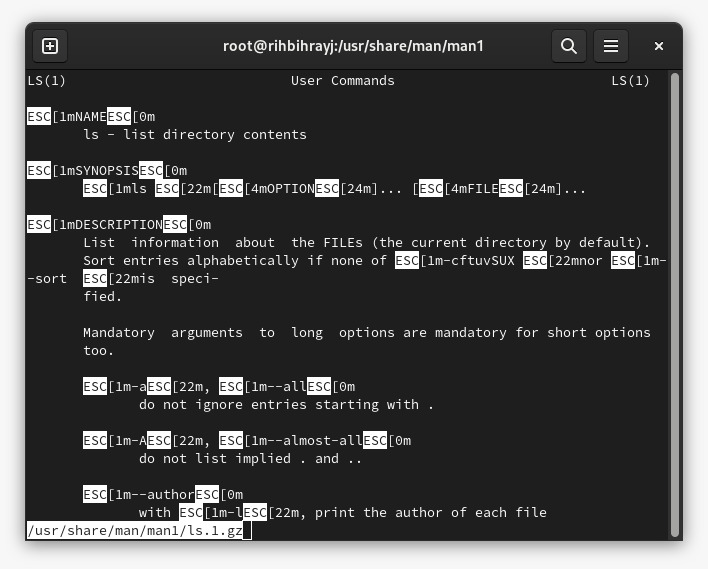 root@rihbihrayj:/usr/share/man/man1
LS(1) User Commands LS(1)
ESC[1mNAMEESC[0m
ls - list directory contents
ESC[1mSYNOPSISESC[0m
ESC[1mls ESC[22m[ESC[4mOPTIONESC[24m]... [ESC[4mFILEESC[24m]...
ESC[1mDESCRIPTIONESC[0m
List information about the FILEs (the current directory by default).
Sort entries alphabetically if none of ESC[1m-cftuvSUX ESC[22mnor ESC[1m-
-sort ESC[22mis speci-
fied.
Mandatory arguments to long options are mandatory for short options
too.
ESC[1m-aESC[22m, ESC[1m--allESC[0m
do not ignore entries starting with .
ESC[1m-AESC[22m, ESC[1m--almost-allESC[0m
do not list implied . and ..
ESC[1m--authorESC[0m
with ESC[1m-lESC[22m, print the author of each file
/usr/share/man/man1/ls.1.gz